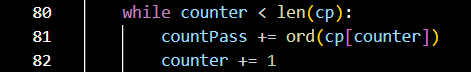 80 while counter < len(cp):
81 countPass += ord(cp[counter])
82 counter += 1